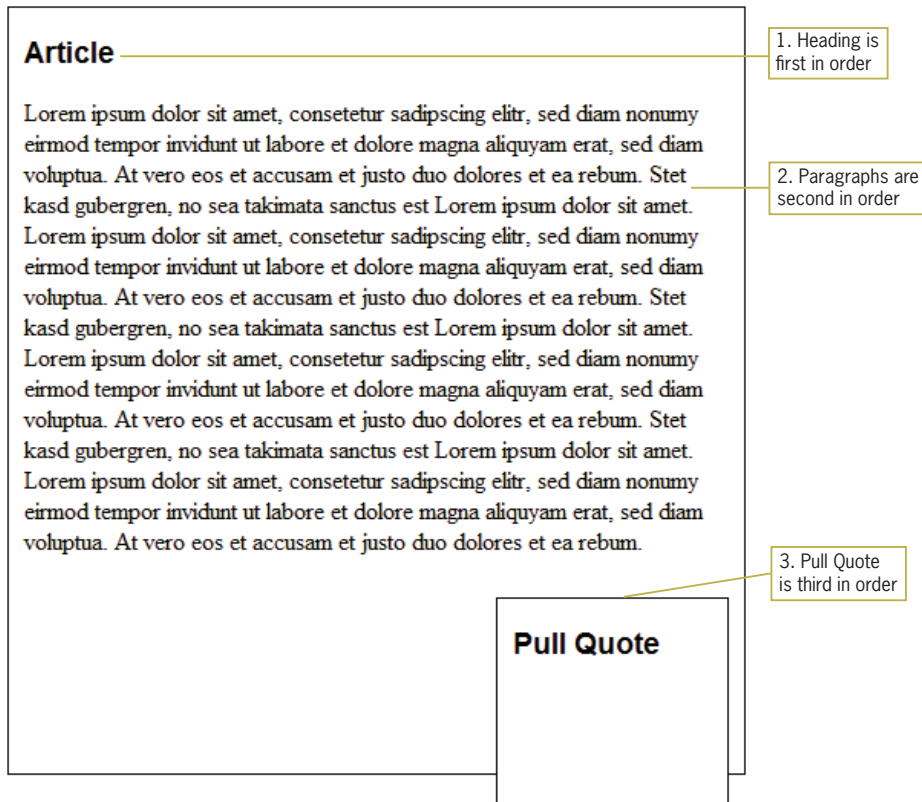 Article
1. Heading is
first in order
Lorem ipsum dolor sit amet, consetetur sadipscing elitr, sed diam nonumy
eirmod tempor invidunt ut labore et dolore magna aliquyam erat, sed diam
voluptua. At vero eos et accusam et justo duo dolores et ea rebum. Stet
kasd gubergren, no sea takimata sanctus est Lorem ipsum dolor sit amet.
Lorem ipsum dolor sit amet, consetetur sadipscing elitr, sed diam nonumy
eirmod tempor invidunt ut labore et dolore magna aliquyam erat, sed diam
voluptua. At vero eos et accusam et justo duo dolores et ea rebum. Stet
kasd gubergren, no sea takimata sanctus est Lorem ipsum dolor sit amet.
Lorem ipsum dolor sit amet, consetetur sadipscing elitr, sed diam nonumy
eirmod tempor invidunt ut labore et dolore magna aliquyam erat, sed diam
voluptua. At vero eos et accusam et justo duo dolores et ea rebum. Stet
kasd gubergren, no sea takimata sanctus est Lorem ipsum dolor sit amet.
Lorem ipsum dolor sit amet, consetetur sadipscing elitr, sed diam nonumy
eirmod tempor invidunt ut labore et dolore magna aliquyam erat, sed diam
voluptua. At vero eos et accusam et justo duo dolores et ea rebum.
2. Paragraphs are
second in order
3. Pull Quote
is third in order
Pull Quote